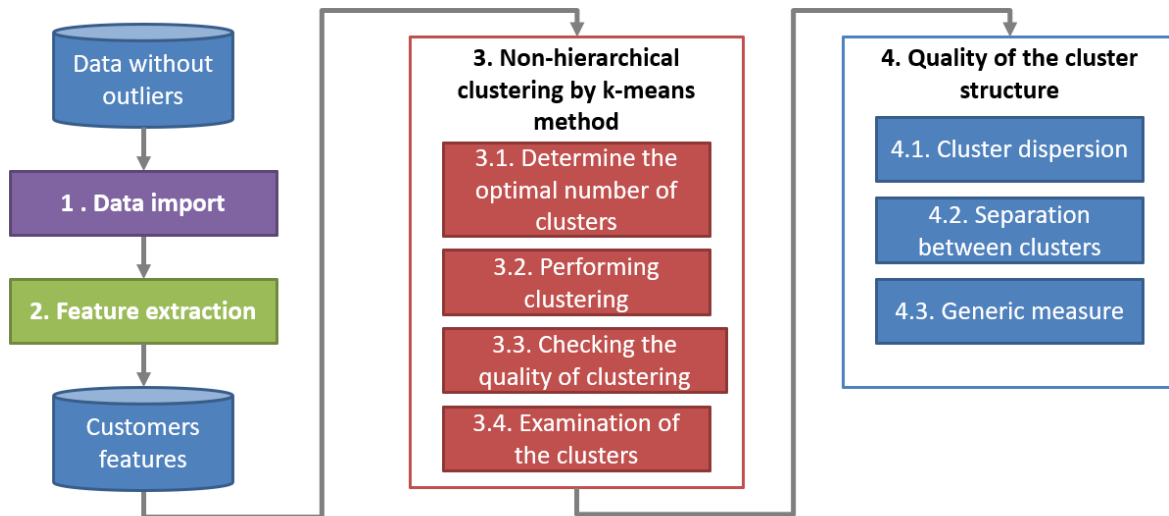 Data without
outliers
1 . Data import
2. Feature extraction
Customers
features
3. Non-hierarchical
clustering by k-means
method
3.1. Determine the
optimal number of
clusters
3.2. Performing
clustering
3.3. Checking the
quality of clustering
3.4. Examination of
the clusters
4. Quality of the cluster
structure
4.1. Cluster dispersion
4.2. Separation
between clusters
4.3. Generic measure